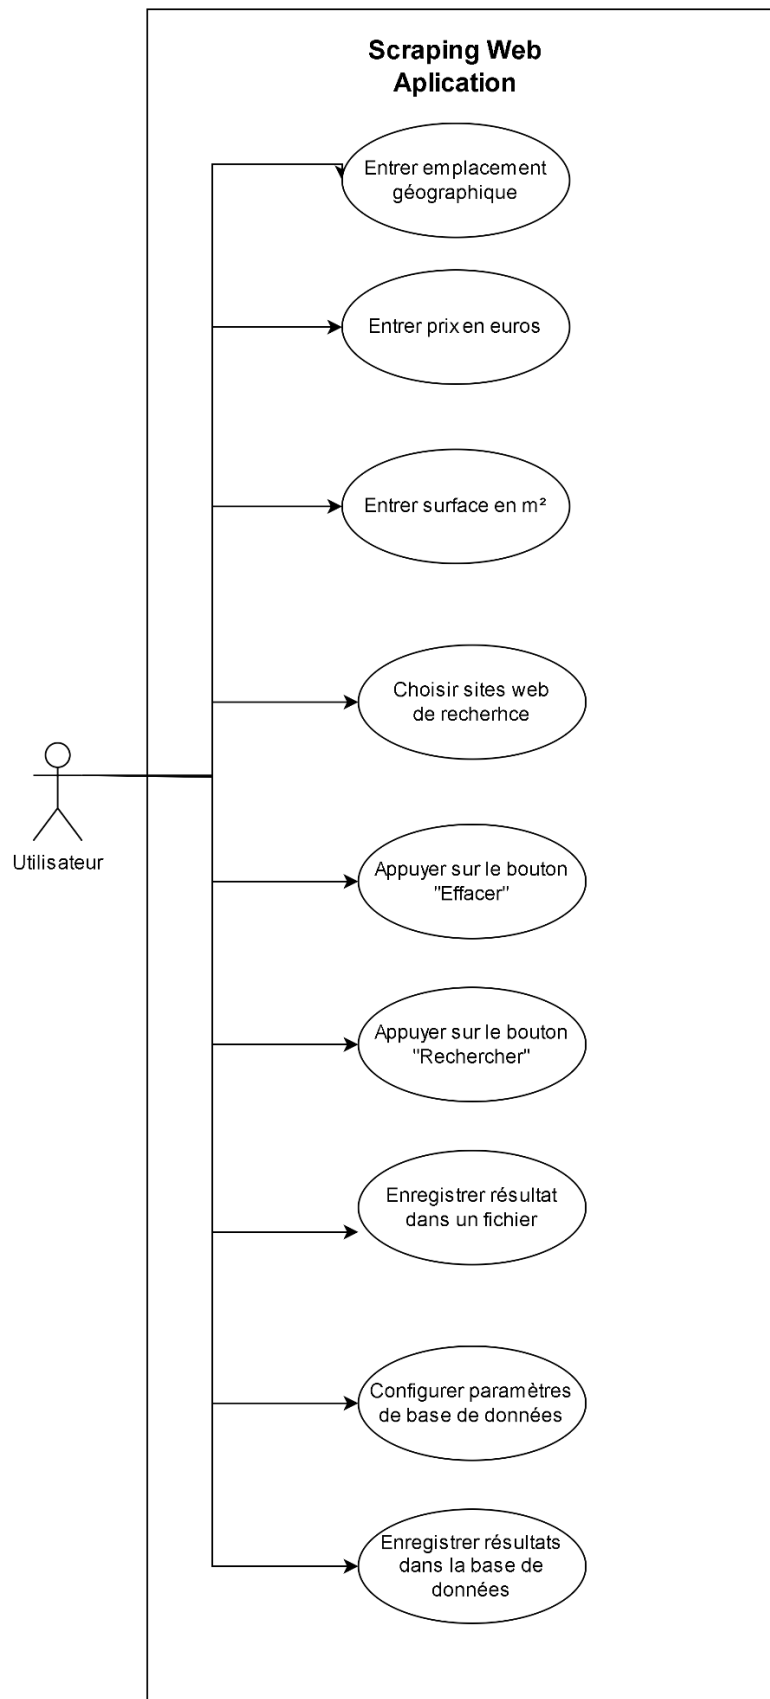 Scraping Web
Aplication
Entrer emplacement
géographique
Entrer prix en euros
Entrer surface en m²
Choisir sites web
de recherhce
Utilisateur
Appuyer sur le bouton
"Effacer"
Appuyer sur le bouton
"Rechercher"
Enregistrer résultat
dans un fichier
Configurer paramètres
de base de données
Enregistrer résultats
dans la base de
données